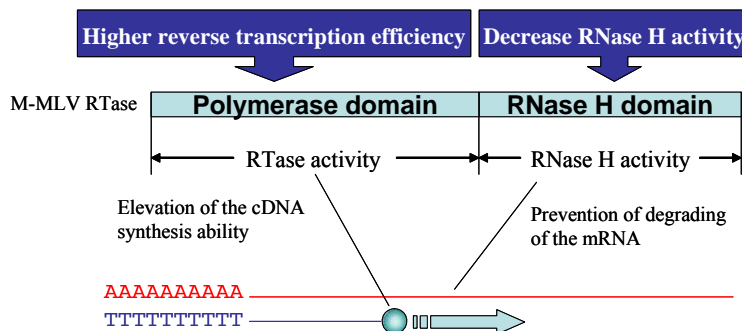 Higher reverse transcription efficiency
Decrease RNase H activity
M-MLV RTase
Polymerase domain
RNase H domain
RTase activity
RNase H activity
Elevation of the cDNA
synthesis ability
Prevention of degrading
of the mRNA
AAAAAAAAAA
TTTTTTTTTT